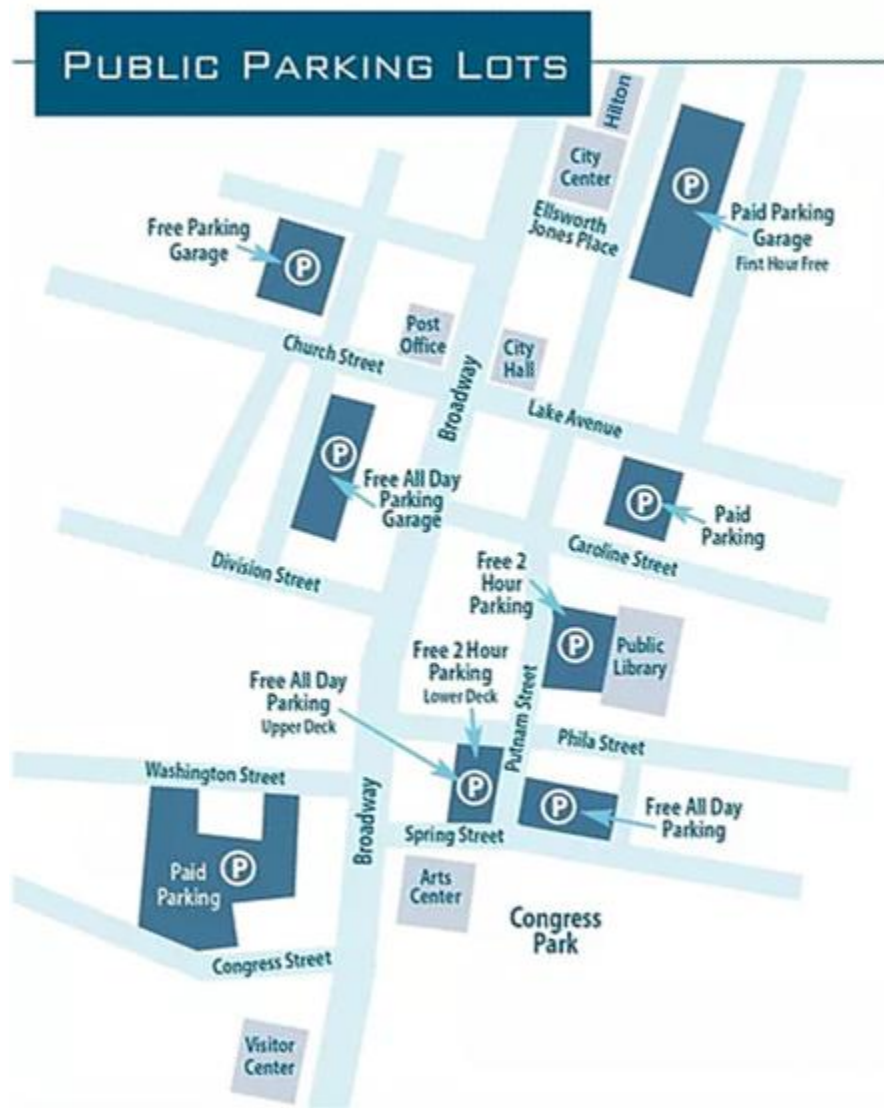 PUBLIC PARKING LOTS
Hilton
City
Center
Ellsworth
Jones Place
P
Paid Parking
Garage
First Hour Free
Free Parking
Garage
P
Post
Office
City
Hall
Church Street
Broadway
Lake Avenue
P
Free All Day
Parking
Garage
P
Paid
Parking
Division Street
Caroline Street
Free 2
Hour
Parking
P
Public
Library
Free 2 Hour
Parking
Lower Deck
Free All Day
Parking
Upper Deck
Putnam Street
Phila Street
Washington Street
P
P
Free All Day
Parking
Broadway
Spring Street
Paid
Parking
P
Arts
Center
Congress
Park
Congress Street
Visitor
Center